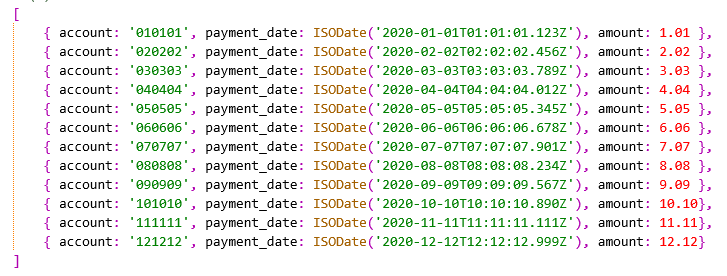 [
    { account: '010101', payment_date: ISODate('2020-01-01T01:01:01.123Z'), amount: 1.01 },
    { account: '020202', payment_date: ISODate('2020-02-02T02:02:02.456Z'), amount: 2.02 },
    { account: '030303', payment_date: ISODate('2020-03-03T03:03:03.789Z'), amount: 3.03 },
    { account: '040404', payment_date: ISODate('2020-04-04T04:04:04.012Z'), amount: 4.04 },
    { account: '050505', payment_date: ISODate('2020-05-05T05:05:05.345Z'), amount: 5.05 },
    { account: '060606', payment_date: ISODate('2020-06-06T06:06:06.678Z'), amount: 6.06 },
    { account: '070707', payment_date: ISODate('2020-07-07T07:07:07.901Z'), amount: 7.07 },
    { account: '080808', payment_date: ISODate('2020-08-08T08:08:08.234Z'), amount: 8.08 },
    { account: '090909', payment_date: ISODate('2020-09-09T09:09:09.567Z'), amount: 9.09 },
    { account: '101010', payment_date: ISODate('2020-10-10T10:10:10.890Z'), amount: 10.10},
    { account: '111111', payment_date: ISODate('2020-11-11T11:11:11.111Z'), amount: 11.11},
    { account: '121212', payment_date: ISODate('2020-12-12T12:12:12.999Z'), amount: 12.12}
]